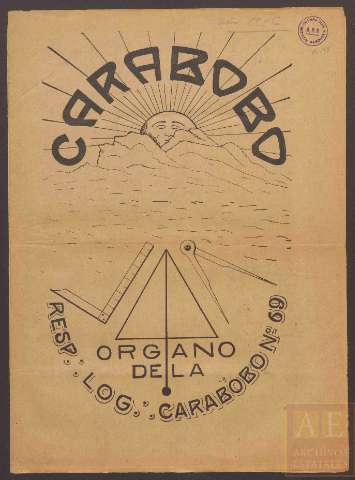 CARABOBO
ORGANO
DE LA
RESP∴ LOG∴ CARABOBO Nº 69
AE
ARCHIVOS
ESTATALES